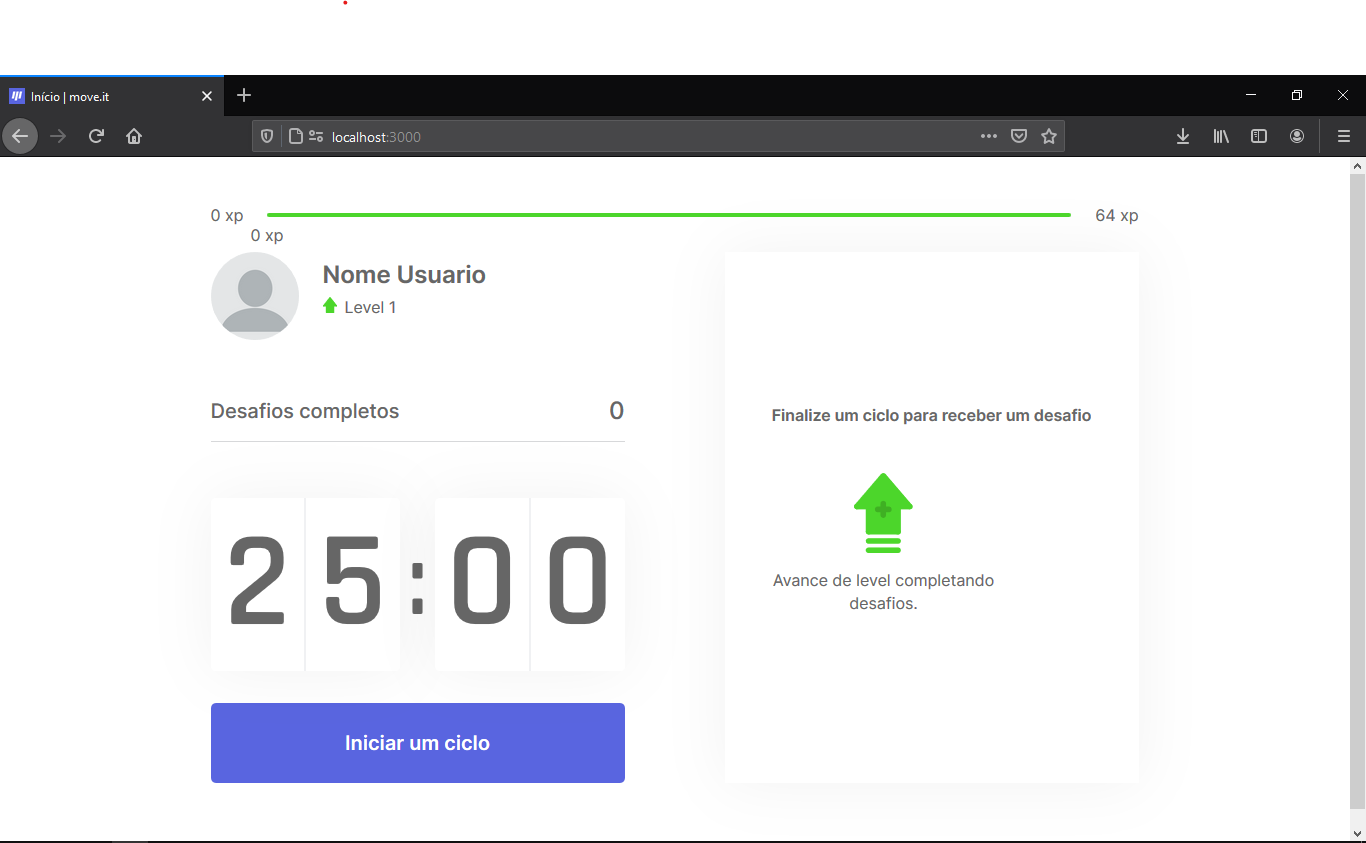 Início | move.it
localhost:3000
0 xp
64 xp
0 xp
Nome Usuario
Level 1
Desafios completos
0
25:00
Iniciar um ciclo
Finalize um ciclo para receber um desafio
Avance de level completando
desafios.